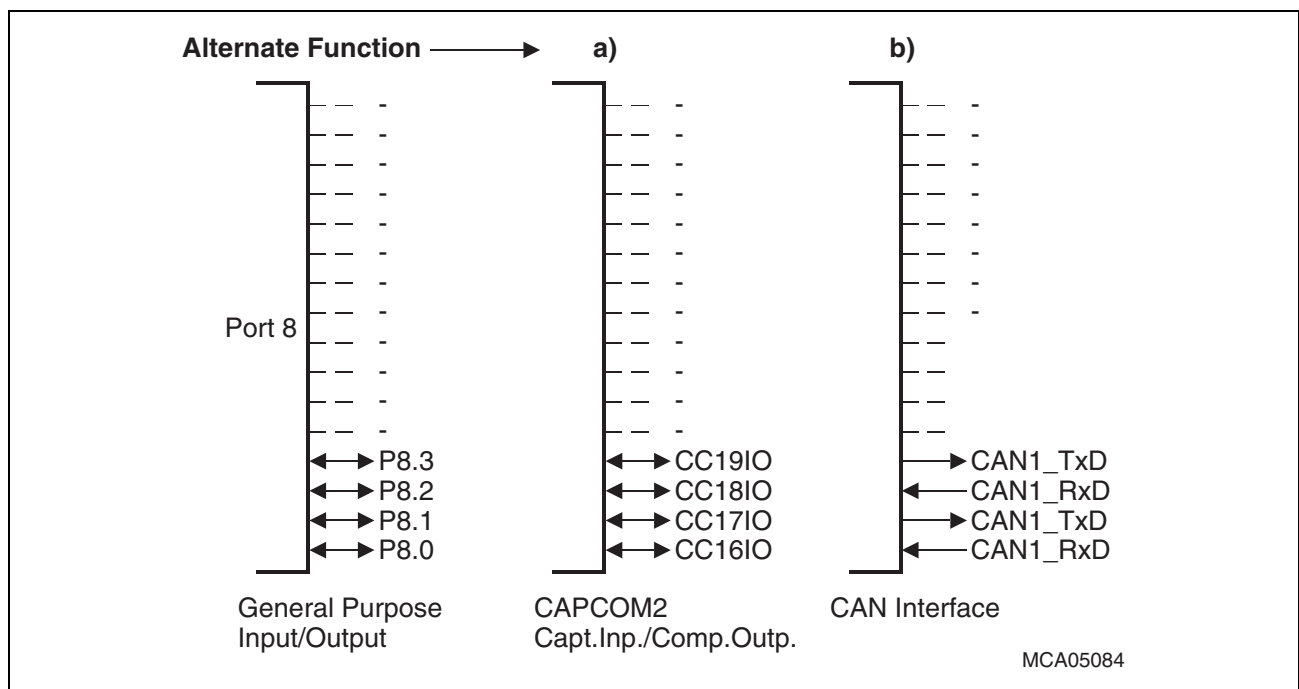 Alternate Function a) b)
- - -
- - -
- - -
- - -
- - -
- - -
- - -
- - -
Port 8
- -
- -
- -
- -
P8.3 CC19IO CAN1_TxD
P8.2 CC18IO CAN1_RxD
P8.1 CC17IO CAN1_TxD
P8.0 CC16IO CAN1_RxD
General Purpose CAPCOM2 CAN Interface
Input/Output Capt.Inp./Comp.Outp.
MCA05084